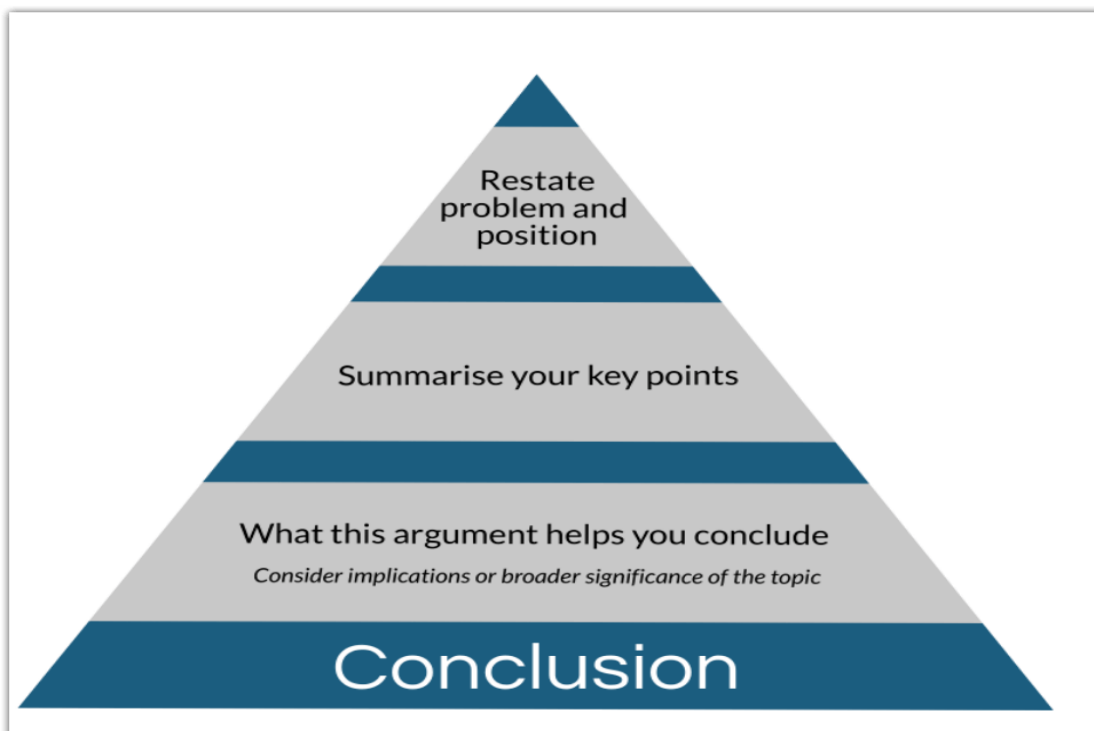 Restate
problem and
position
Summarise your key points
What this argument helps you conclude
Consider implications or broader significance of the topic
Conclusion